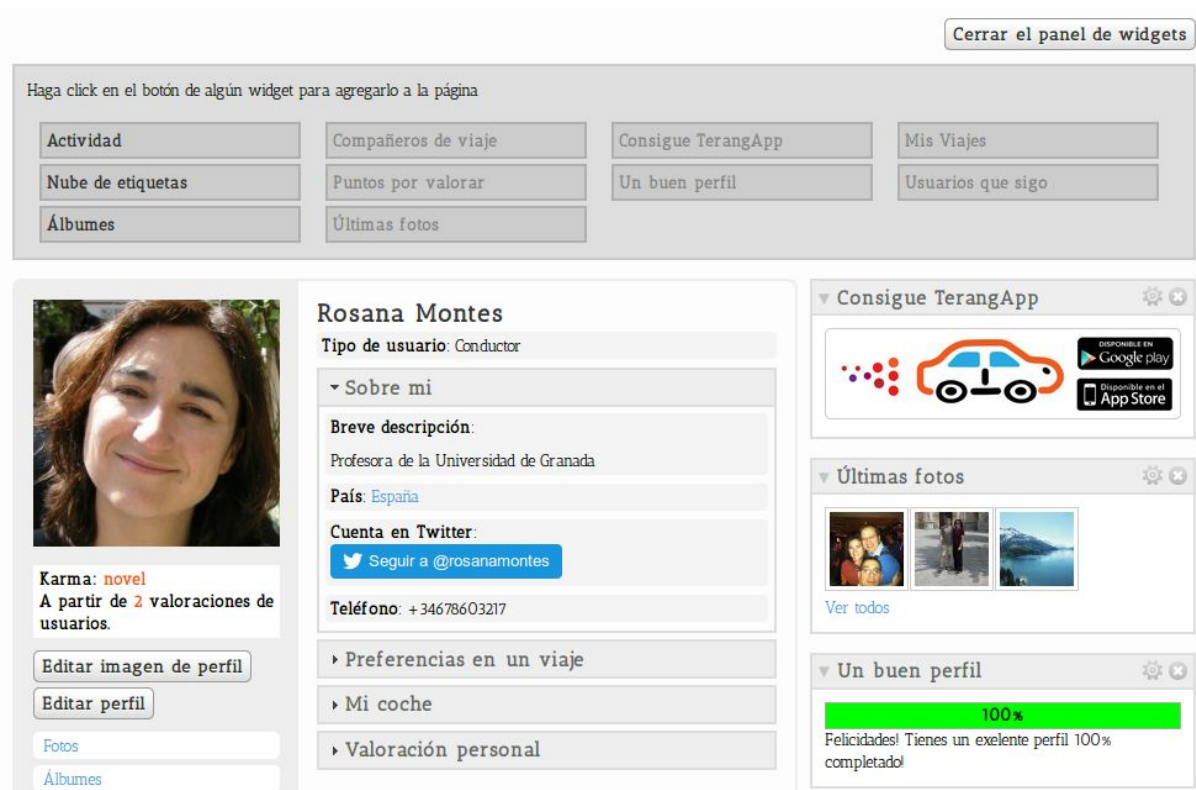 Cerrar el panel de widgets
Haga click en el botón de algún widget para agregarlo a la página
Actividad
Compañeros de viaje
Consigue TerangApp
Mis Viajes
Nube de etiquetas
Puntos por valorar
Un buen perfil
Usuarios que sigo
Álbumes
Últimas fotos
Karma: novel
A partir de 2 valoraciones de
usuarios.
Editar imagen de perfil
Editar perfil
Fotos
Álbumes
Rosana Montes
Tipo de usuario: Conductor
Sobre mi
Breve descripción:
Profesora de la Universidad de Granada
País: España
Cuenta en Twitter:
Seguir a @rosanamontes
Teléfono: +34678603217
Preferencias en un viaje
Mi coche
Valoración personal
Consigue TerangApp
DISPONIBLE EN
Google play
Disponible en el
App Store
Últimas fotos
Ver todos
Un buen perfil
100%
Felicidades! Tienes un exelente perfil 100%
completado!